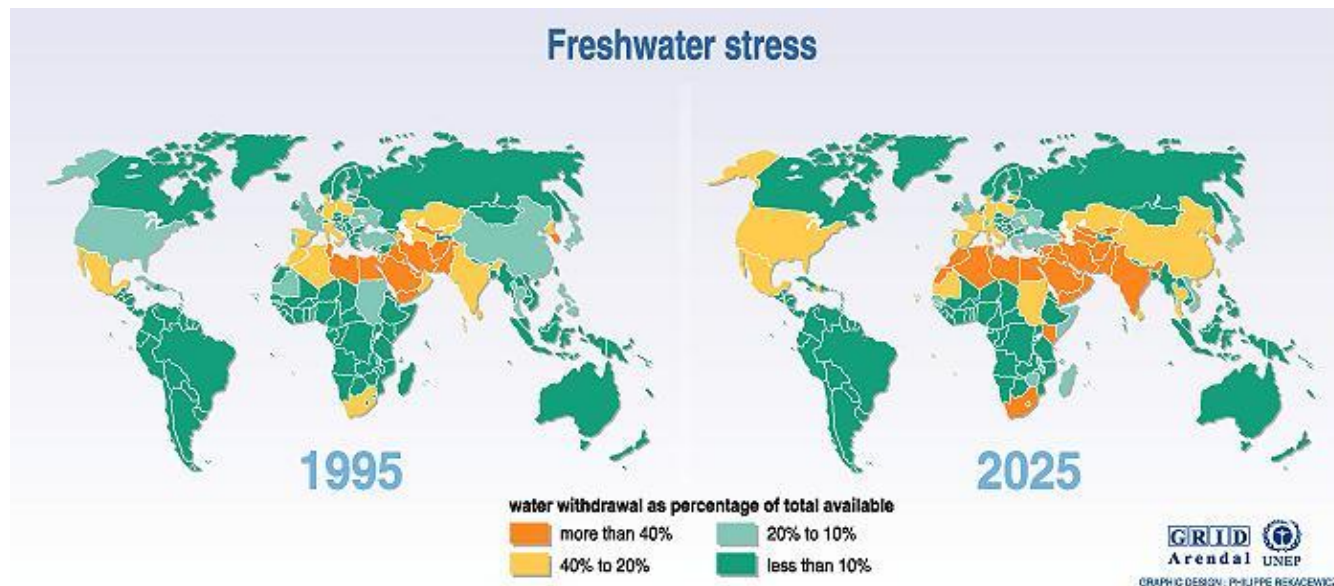 Freshwater stress
1995
2025
water withdrawal as percentage of total available
more than 40%
20% to 10%
40% to 20%
less than 10%
GRID
Arendal
UNEP
GRAPHIC DESIGN : PHILIPPE REKACEWICZ